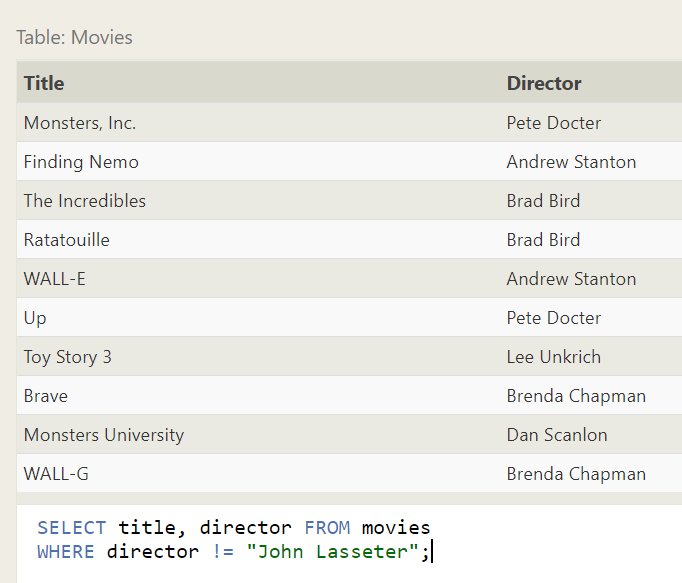 Table: Movies
Title Director
Monsters, Inc. Pete Docter
Finding Nemo Andrew Stanton
The Incredibles Brad Bird
Ratatouille Brad Bird
WALL-E Andrew Stanton
Up Pete Docter
Toy Story 3 Lee Unkrich
Brave Brenda Chapman
Monsters University Dan Scanlon
WALL-G Brenda Chapman
SELECT title, director FROM movies
WHERE director != "John Lasseter";